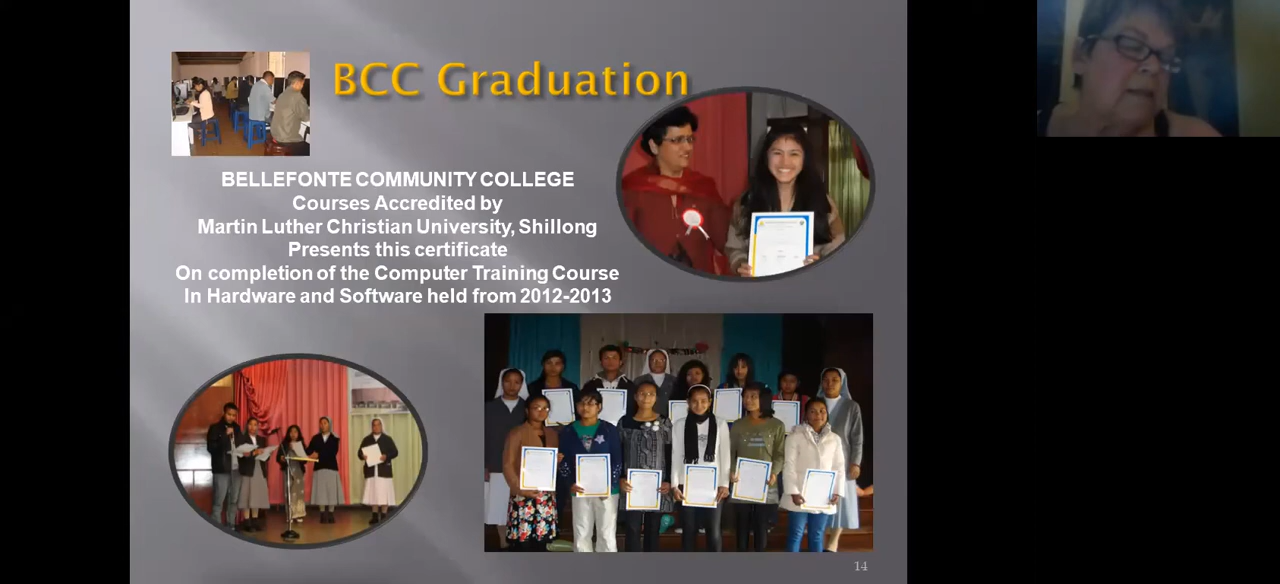 BCC Graduation
BELLEFONTE COMMUNITY COLLEGE
Courses Accredited by
Martin Luther Christian University, Shillong
Presents this certificate
On completion of the Computer Training Course
In Hardware and Software held from 2012-2013
14